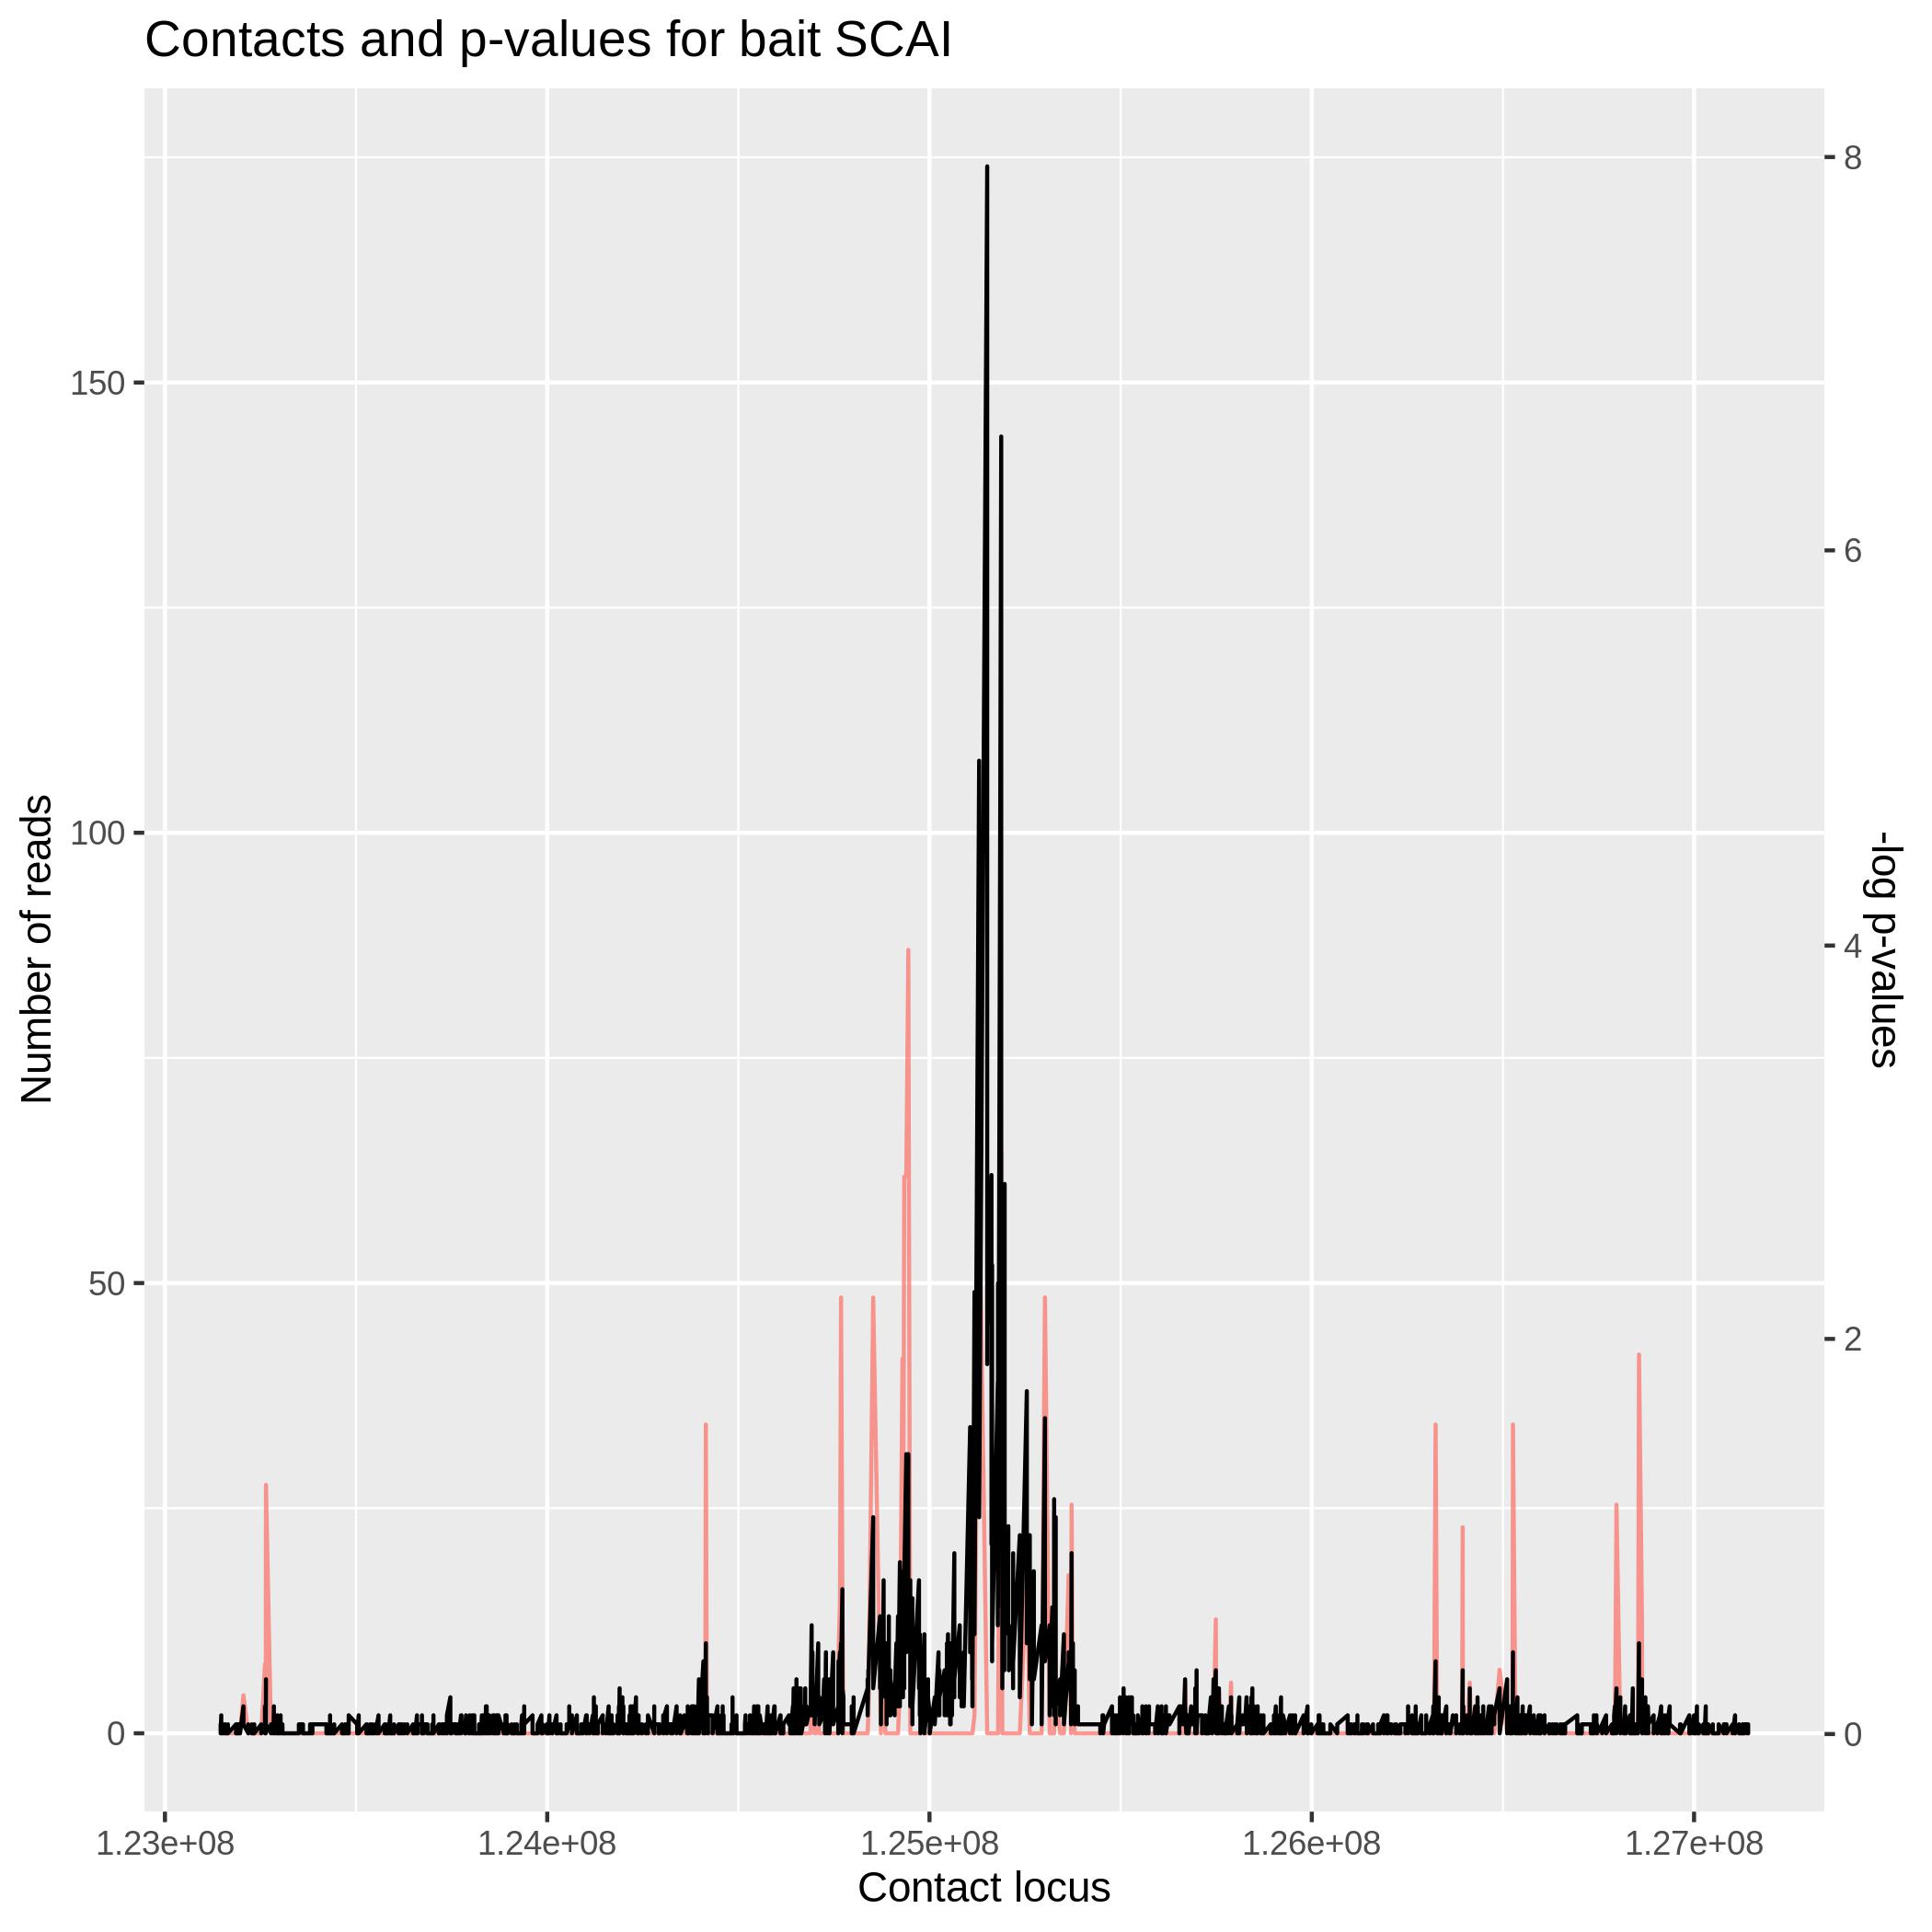 Contacts and p-values for bait SCAI
Number of reads
150
100
50
0
8
6
4
2
0
-log p-values
1.23e+08
1.24e+08
1.25e+08
1.26e+08
1.27e+08
Contact locus